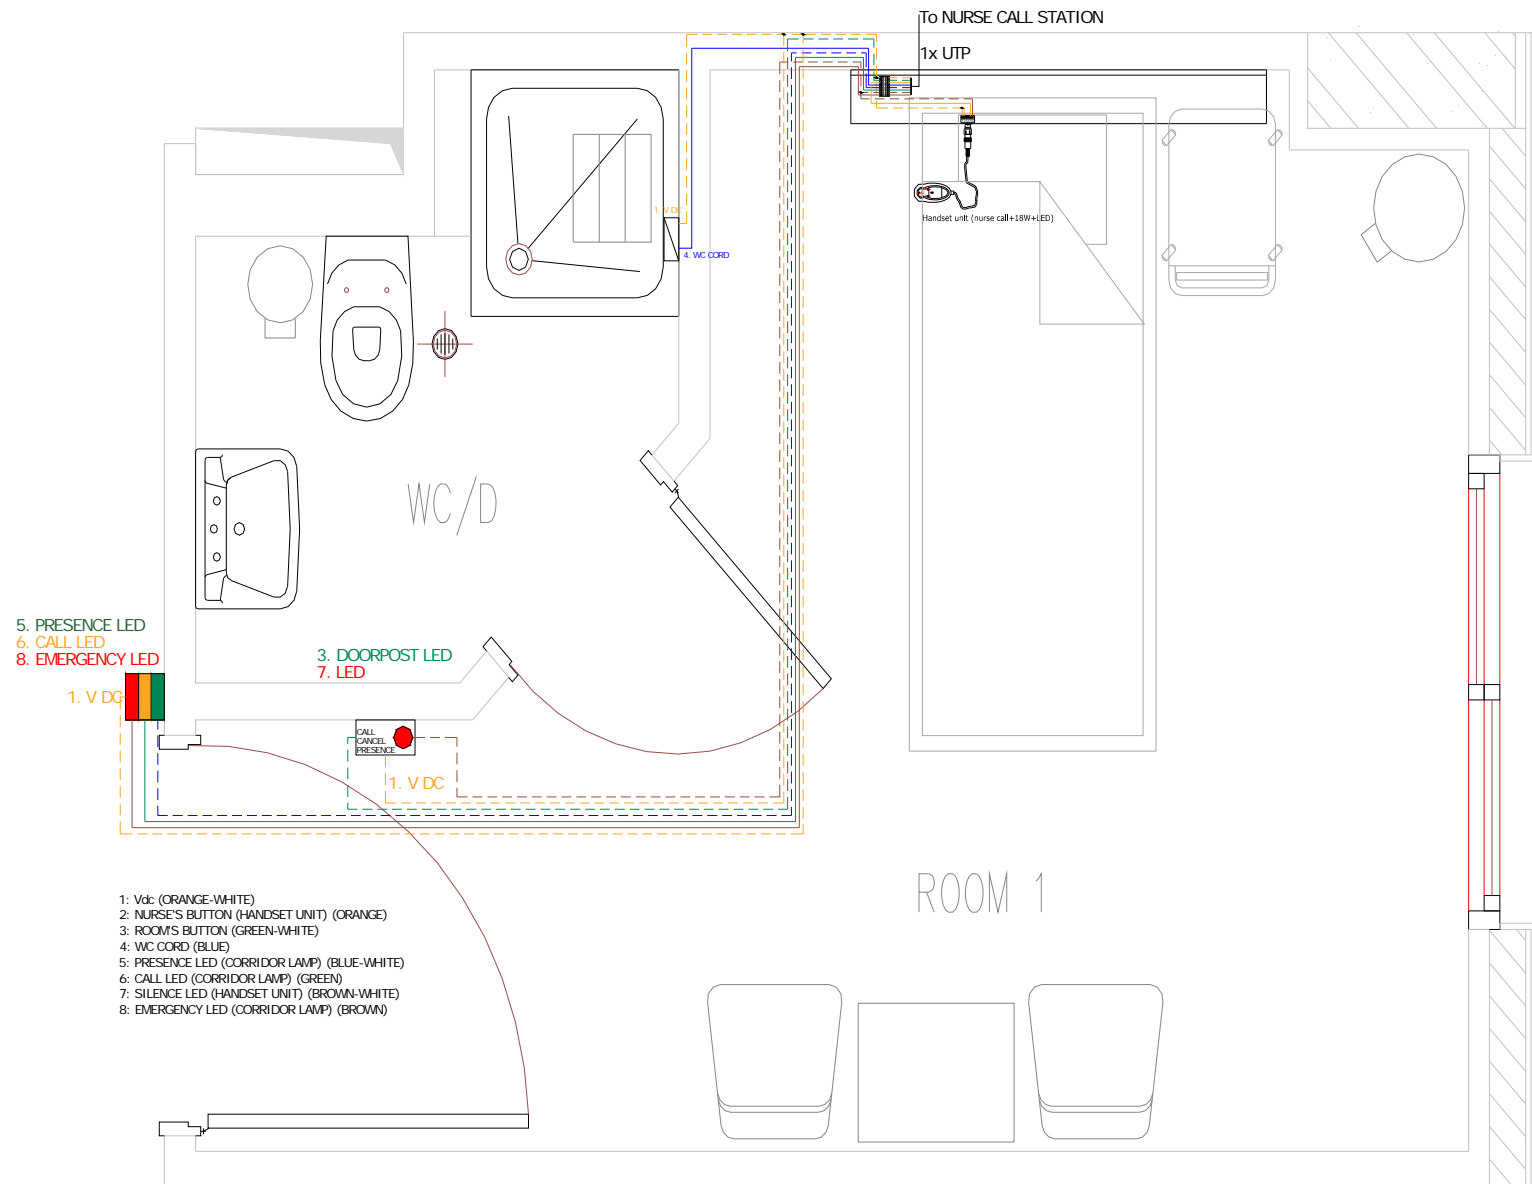 To NURSE CALL STATION
1x UTP
1. V DC
4. WC CORD
Handset unit (nurse call+18W+LED)
WC/D
5. PRESENCE LED
6. CALL LED
8. EMERGENCY LED
1. V DC
3. DOORPOST LED
7. LED
CALL
CANCEL
PRESENCE
1. V DC
ROOM 1
1: Vdc (ORANGE-WHITE)
2: NURSE'S BUTTON (HANDSET UNIT) (ORANGE)
3: ROOM'S BUTTON (GREEN-WHITE)
4: WC CORD (BLUE)
5: PRESENCE LED (CORRIDOR LAMP) (BLUE-WHITE)
6: CALL LED (CORRIDOR LAMP) (GREEN)
7: SILENCE LED (HANDSET UNIT) (BROWN-WHITE)
8: EMERGENCY LED (CORRIDOR LAMP) (BROWN)